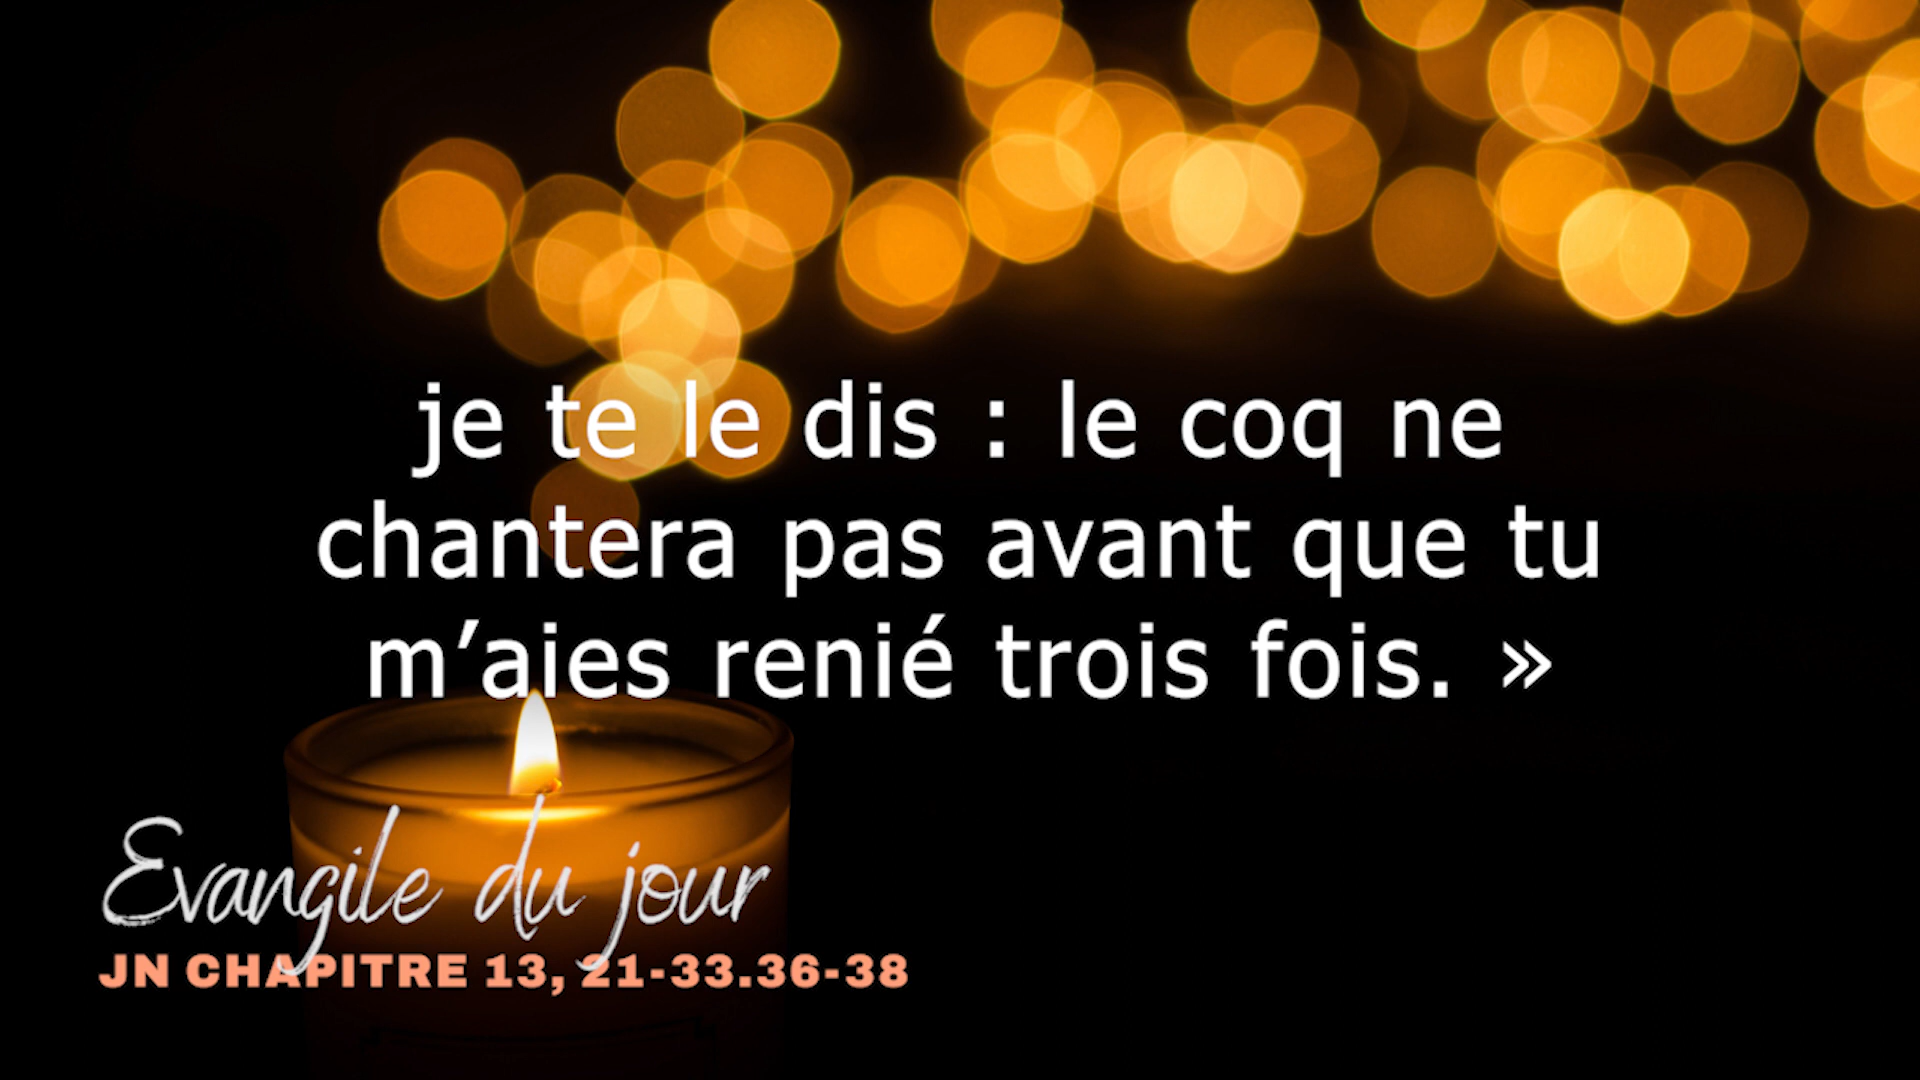 je te le dis : le coq ne
chantera pas avant que tu
m’aies renié trois fois. »
Evangile du jour
JN CHAPITRE 13, 21-33.36-38